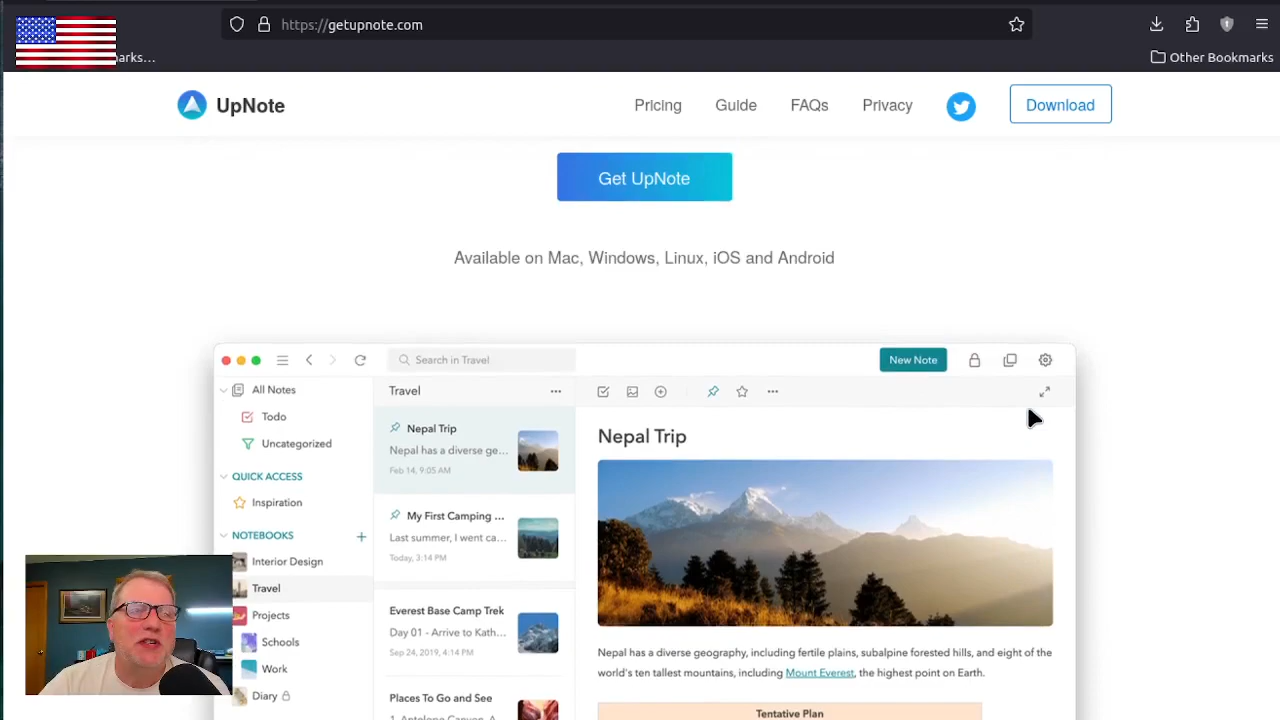 https://getupnote.com
arks…
Other Bookmarks
UpNote
Pricing
Guide
FAQs
Privacy
Download
Get UpNote
Available on Mac, Windows, Linux, iOS and Android
Search in Travel
New Note
All Notes
Travel
Todo
Nepal Trip
Nepal Trip
Uncategorized
Nepal has a diverse ge...
Feb 14, 9:05 AM
QUICK ACCESS
Inspiration
My First Camping ...
NOTEBOOKS
Last summer, I went ca...
Today, 3:14 PM
Interior Design
Travel
Projects
Everest Base Camp Trek
Day 01 - Arrive to Kath...
Sep 24, 2019, 4:14 PM
Schools
Work
Diary
Nepal has a diverse geography, including fertile plains, subalpine forested hills, and eight of the
world's ten tallest mountains, including Mount Everest, the highest point on Earth.
Places To Go and See
Tentative Plan
1. Antelope Canyon, A